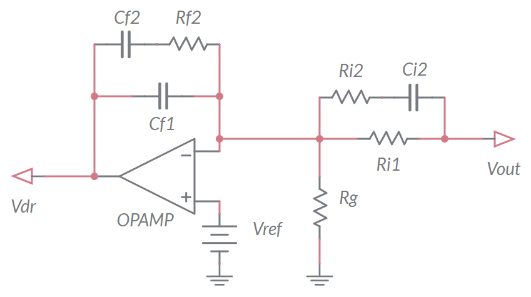 Cf2
Rf2
Cf1
Ri2
Ci2
Ri1
Vout
Rg
Vdr
OPAMP
Vref